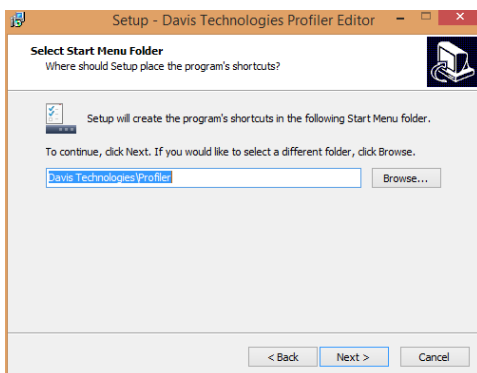 Setup - Davis Technologies Profiler Editor
Select Start Menu Folder
Where should Setup place the program's shortcuts?
Setup will create the program's shortcuts in the following Start Menu folder.
To continue, click Next. If you would like to select a different folder, click Browse.
Davis Technologies\Profiler
Browse...
< Back
Next >
Cancel